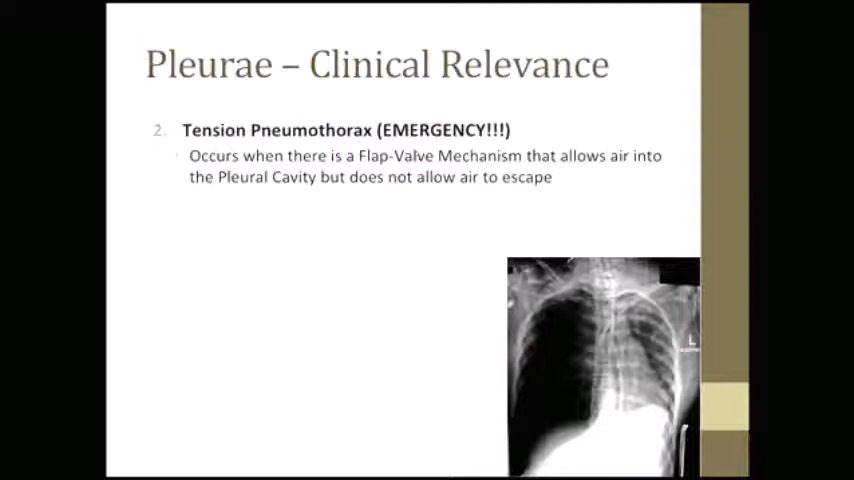 Pleurae – Clinical Relevance
2. Tension Pneumothorax (EMERGENCY!!!)
Occurs when there is a Flap-Valve Mechanism that allows air into
the Pleural Cavity but does not allow air to escape
L